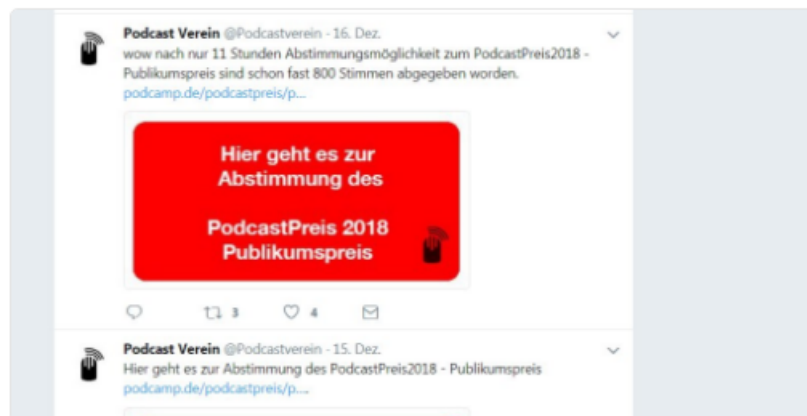 Podcast Verein @Podcastverein · 16. Dez.
wow nach nur 11 Stunden Abstimmungsmöglichkeit zum PodcastPreis2018 -
Publikumspreis sind schon fast 800 Stimmen abgegeben worden.
podcamp.de/podcastpreis/p...
Hier geht es zur
Abstimmung des
PodcastPreis 2018
Publikumspreis
3 4
Podcast Verein @Podcastverein · 15. Dez.
Hier geht es zur Abstimmung des PodcastPreis2018 - Publikumspreis
podcamp.de/podcastpreis/p...